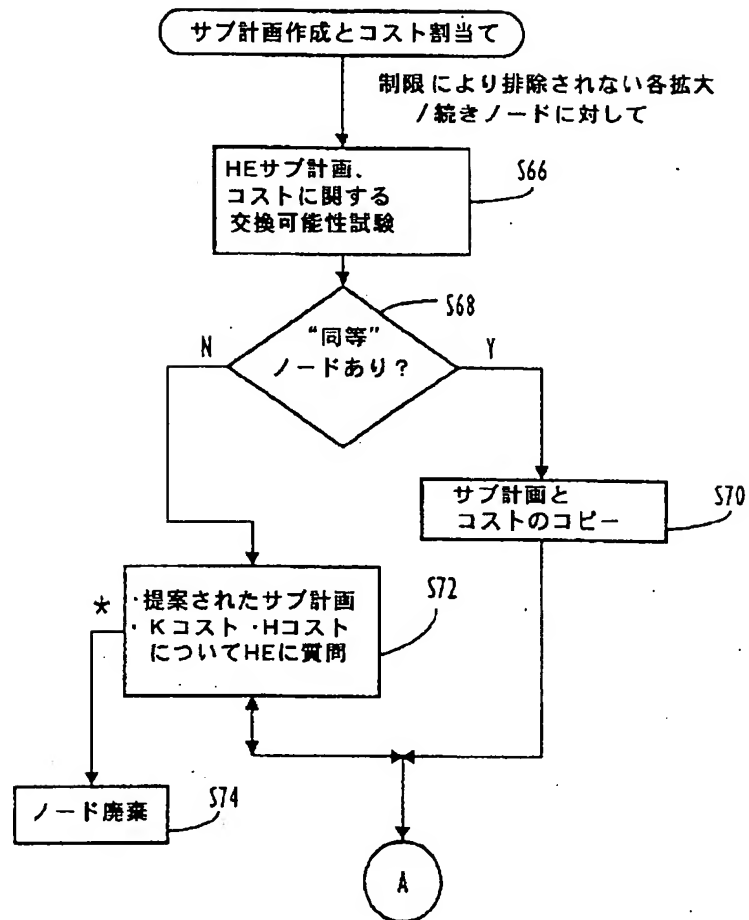 サブ計画作成とコスト割当て
制限により排除されない各拡大
/続きノードに対して
HEサブ計画、
コストに関する
交換可能性試験
S66
S68
“同等”
ノードあり?
N
Y
サブ計画と
コストのコピー
S70
*
・提案されたサブ計画
・Kコスト・Hコスト
についてHEに質問
S72
ノード廃棄
S74
A